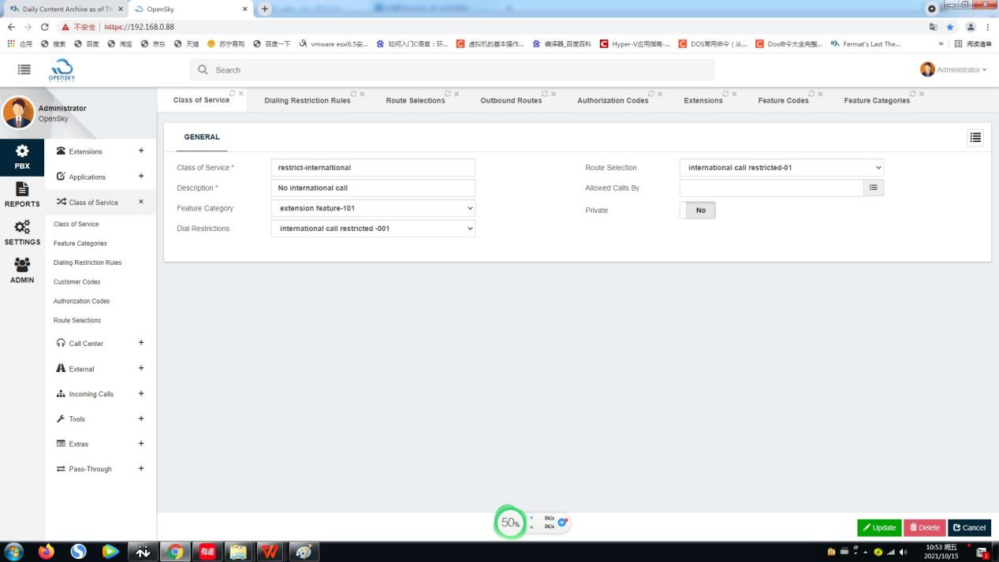 Daily Content Archive as of Th
OpenSky
不安全 https://192.168.0.88
应用 搜索 百度 淘宝 京东 天猫 苏宁易购 百度一下 vmware esxi6.5安... 如何入门C语言：环... 虚拟机的基本操作... 编译器_百度百科 Hyper-V应用指南-... DOS常用命令（从... Dos命令大全完整... Fermat's Last The... » 阅读清单
OPENSKY
Search
Administrator
Administrator
OpenSky
Class of Service Dialing Restriction Rules Route Selections Outbound Routes Authorization Codes Extensions Feature Codes Feature Categories
PBX
REPORTS
SETTINGS
ADMIN
Extensions +
Applications +
Class of Service ×
Class of Service
Feature Categories
Dialing Restriction Rules
Customer Codes
Authorization Codes
Route Selections
Call Center +
External +
Incoming Calls +
Tools +
Extras +
Pass-Through +
GENERAL
Class of Service * restrict-internaltional
Description * No international call
Feature Category extension feature-101
Dial Restrictions international call restricted -001
Route Selection international call restricted-01
Allowed Calls By
Private No
50%
0K/s
0K/s
Update Delete Cancel
有道
10:53 周五
2021/10/15
2